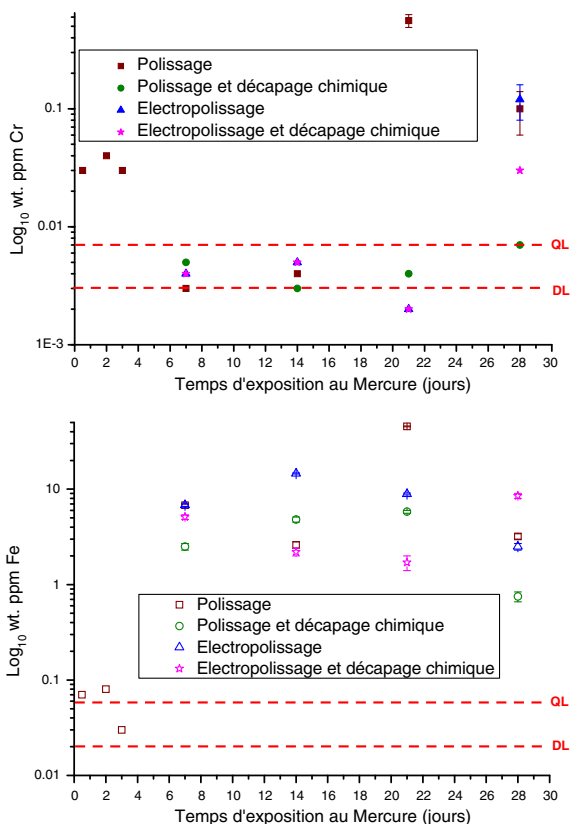 Log10 wt. ppm Cr
0.1
0.01
1E-3
Polissage
Polissage et décapage chimique
Electropolissage
Electropolissage et décapage chimique
QL
DL
0 2 4 6 8 10 12 14 16 18 20 22 24 26 28 30
Temps d'exposition au Mercure (jours)
Log10 wt. ppm Fe
10
1
0.1
0.01
Polissage
Polissage et décapage chimique
Electropolissage
Electropolissage et décapage chimique
QL
DL
0 2 4 6 8 10 12 14 16 18 20 22 24 26 28 30
Temps d'exposition au Mercure (jours)